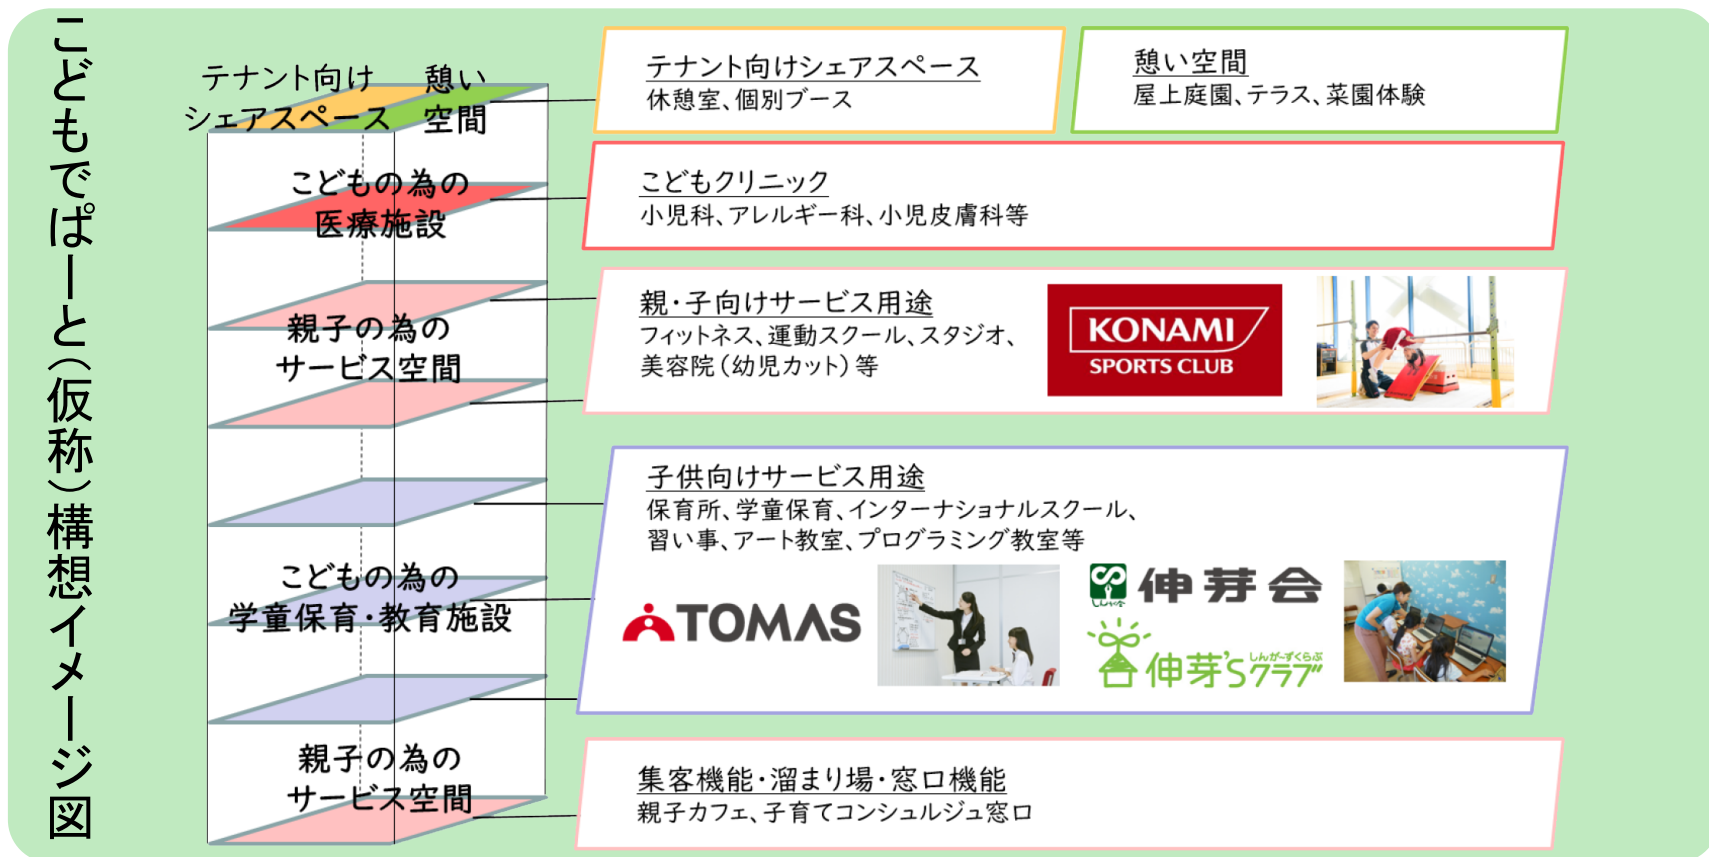 こどもでぱーと（仮称）構想イメージ図
テナント向け
シェアスペース
憩い
空間
テナント向けシェアスペース
休憩室、個別ブース
憩い空間
屋上庭園、テラス、菜園体験
こどもの為の
医療施設
こどもクリニック
小児科、アレルギー科、小児皮膚科等
親子の為の
サービス空間
親・子向けサービス用途
フィットネス、運動スクール、スタジオ、
美容院（幼児カット）等
KONAMI
SPORTS CLUB
こどもの為の
学童保育・教育施設
子供向けサービス用途
保育所、学童保育、インターナショナルスクール、
習い事、アート教室、プログラミング教室等
TOMAS
しんが会
伸芽会
しんが〜ずくらぶ
伸芽'Sクラブ
親子の為の
サービス空間
集客機能・溜まり場・窓口機能
親子カフェ、子育てコンシュルジュ窓口